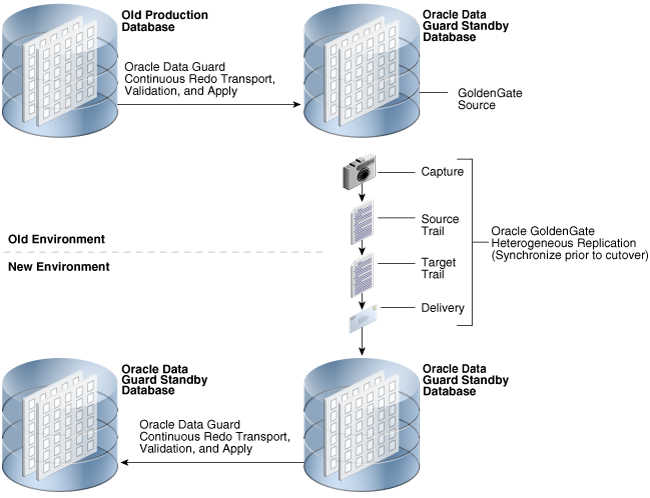 Old Production
Database
Oracle Data
Guard Standby
Database
Oracle Data Guard
Continuous Redo Transport,
Validation, and Apply
GoldenGate
Source
Capture
Source
Trail
Oracle GoldenGate
Heterogeneous Replication
(Synchronize prior to cutover)
Old Environment
New Environment
Target
Trail
Delivery
Oracle Data
Guard Standby
Database
Oracle Data
Guard Standby
Database
Oracle Data Guard
Continuous Redo Transport,
Validation, and Apply